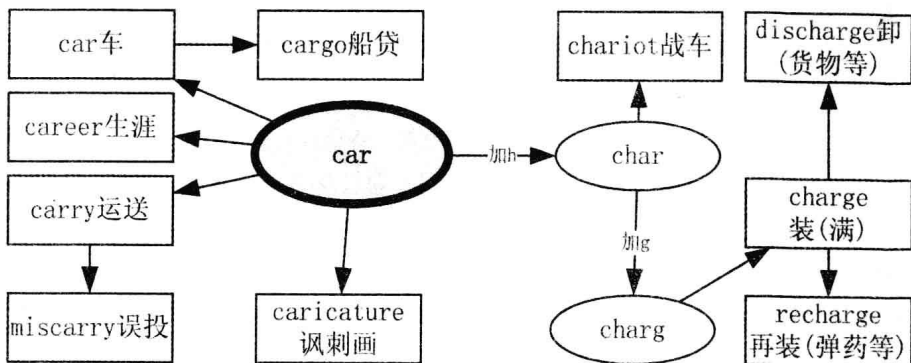 car车
cargo船贷
chariot战车
discharge卸
(货物等)
career生涯
car
加h
char
carry运送
charge
装(满)
加g
miscarry误投
caricature
讽刺画
charg
recharge
再装(弹药等)